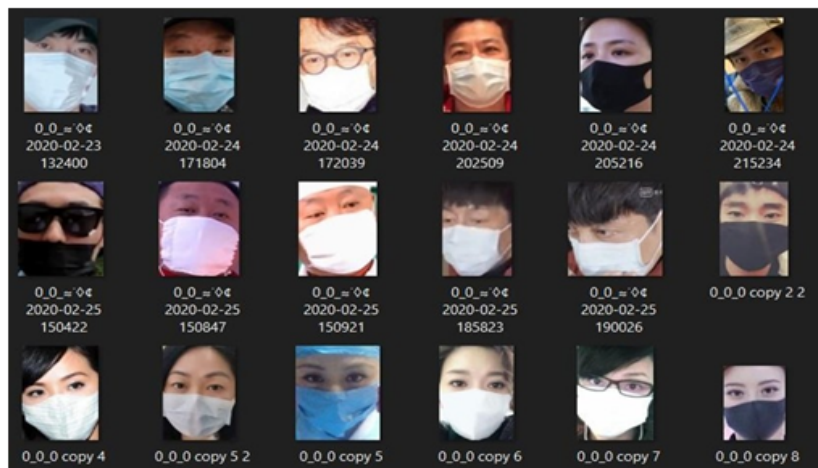 0_0_≈˙◊¢ 0_0_≈˙◊¢ 0_0_≈˙◊¢ 0_0_≈˙◊¢ 0_0_≈˙◊¢ 0_0_≈˙◊¢
2020-02-23 2020-02-24 2020-02-24 2020-02-24 2020-02-24 2020-02-24
132400 171804 172039 202509 205216 215234
0_0_≈˙◊¢ 0_0_≈˙◊¢ 0_0_≈˙◊¢ 0_0_≈˙◊¢ 0_0_≈˙◊¢ 0_0_0 copy 2 2
2020-02-25 2020-02-25 2020-02-25 2020-02-25 2020-02-25
150422 150847 150921 185823 190026
0_0_0 copy 4 0_0_0 copy 5 2 0_0_0 copy 5 0_0_0 copy 6 0_0_0 copy 7 0_0_0 copy 8